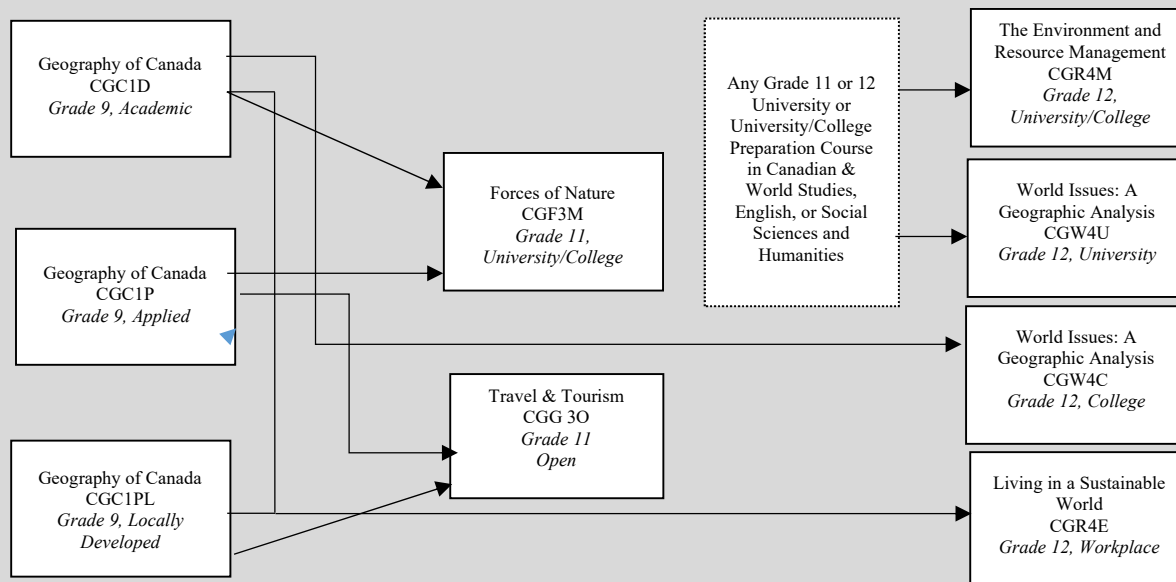 Geography of Canada
CGC1D
Grade 9, Academic
Geography of Canada
CGC1P
Grade 9, Applied
Geography of Canada
CGC1PL
Grade 9, Locally
Developed
Forces of Nature
CGF3M
Grade 11,
University/College
Travel & Tourism
CGG 3O
Grade 11
Open
Any Grade 11 or 12
University or
University/College
Preparation Course
in Canadian &
World Studies,
English, or Social
Sciences and
Humanities
The Environment and
Resource Management
CGR4M
Grade 12,
University/College
World Issues: A
Geographic Analysis
CGW4U
Grade 12, University
World Issues: A
Geographic Analysis
CGW4C
Grade 12, College
Living in a Sustainable
World
CGR4E
Grade 12, Workplace